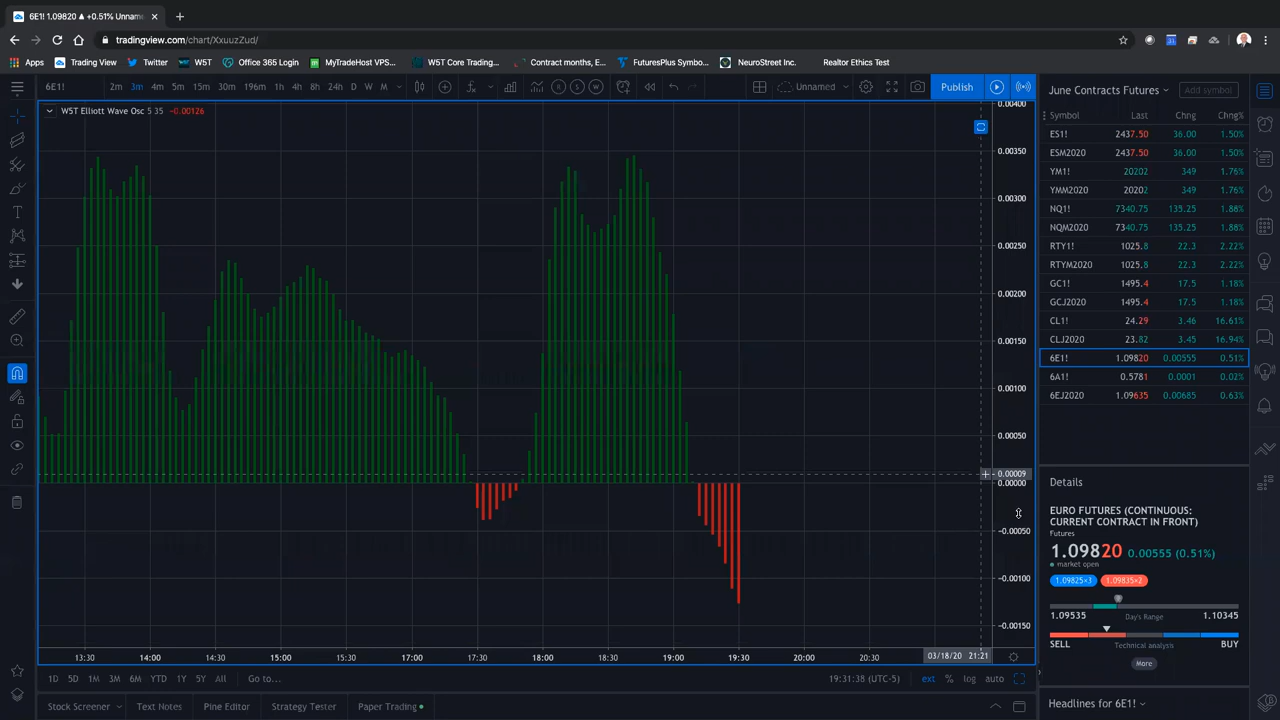 6E1! 1.09820 ▲ +0.51% Unnam
tradingview.com/chart/XxuuzZud/
Apps Trading View Twitter W5T Office 365 Login MyTradeHost VPS... W5T Core Trading... Contract months, E... FuturesPlus Symbo... NeuroStreet Inc. Realtor Ethics Test
6E1! 2m 3m 4m 5m 15m 30m 196m 1h 4h 8h 24h D W M Unnamed Publish
W5T Elliott Wave Osc 5 35 -0.00126
0.00400
0.00350
0.00300
0.00250
0.00200
0.00150
0.00100
0.00050
0.00009
0.00000
-0.00050
-0.00100
-0.00150
13:30 14:00 14:30 15:00 15:30 16:00 16:30 17:00 17:30 18:00 18:30 19:00 19:30 20:00 20:30 03/18/20 21:21
1D 5D 1M 3M 6M YTD 1Y 5Y All Go to... 19:31:38 (UTC-5) ext % log auto
Stock Screener Text Notes Pine Editor Strategy Tester Paper Trading
June Contracts Futures Add symbol
Symbol Last Chng Chng%
ES1! 2437.50 36.00 1.50%
ESM2020 2437.50 36.00 1.50%
YM1! 20202 349 1.76%
YMM2020 20202 349 1.76%
NQ1! 7340.75 135.25 1.88%
NQM2020 7340.75 135.25 1.88%
RTY1! 1025.8 22.3 2.22%
RTYM2020 1025.8 22.3 2.22%
GC1! 1495.4 17.5 1.18%
GCJ2020 1495.4 17.5 1.18%
CL1! 24.29 3.46 16.61%
CLJ2020 23.82 3.45 16.94%
6E1! 1.09820 0.00555 0.51%
6A1! 0.5781 0.0001 0.02%
6EJ2020 1.09635 0.00685 0.63%
Details
EURO FUTURES (CONTINUOUS:
CURRENT CONTRACT IN FRONT)
Futures
1.09820 0.00555 (0.51%)
market open
1.09825×3 1.09835×2
1.09535 Day's Range 1.10345
SELL Technical analysis BUY
More
Headlines for 6E1!